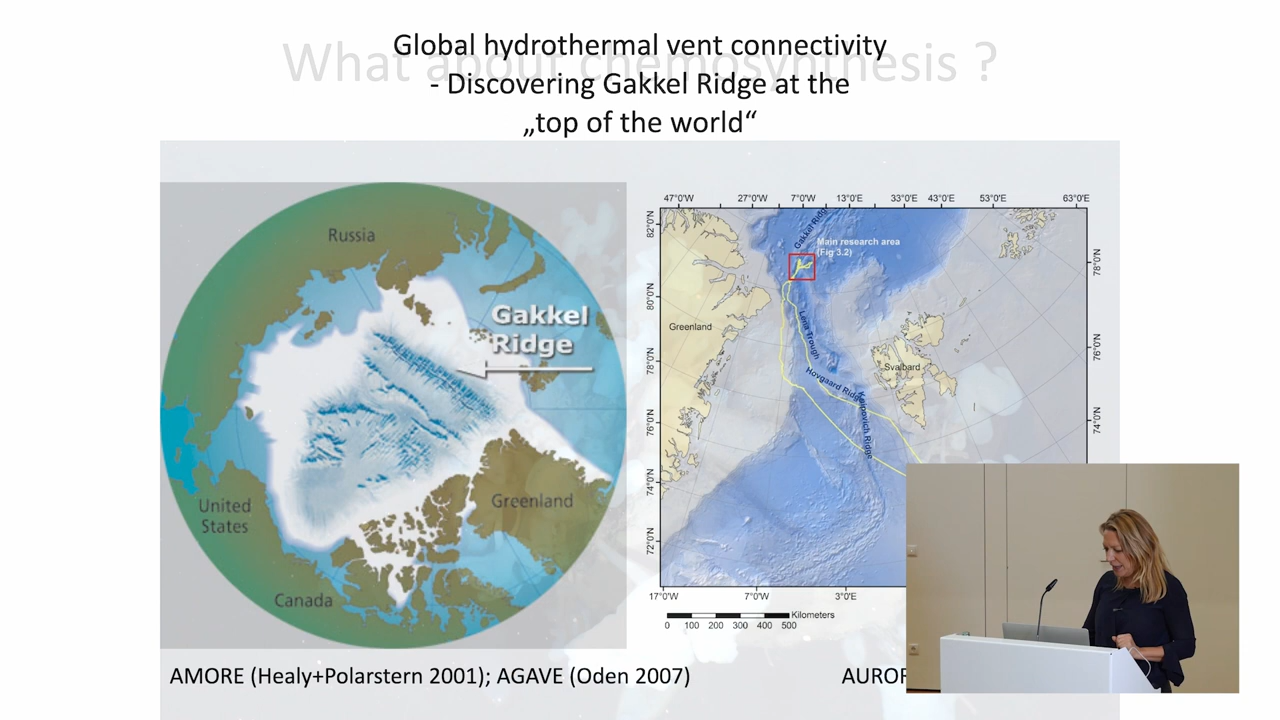 What about chemosynthesis ?
Global hydrothermal vent connectivity
- Discovering Gakkel Ridge at the
„top of the world“
Russia
Gakkel
Ridge
United
States
Greenland
Canada
47°0'W 27°0'W 7°0'W 13°0'E 33°0'E 43°0'E 53°0'E 63°0'E
82°0'N
80°0'N
78°0'N
76°0'N
74°0'N
72°0'N
78°0'N
76°0'N
74°0'N
Gakkel Ridge
Main research area
(Fig 3.2)
Greenland
Lena Trough
Svalbard
Hovgaard Ridge
Knipovich Ridge
17°0'W 7°0'W 3°0'E
Kilometers
0 100 200 300 400 500
AMORE (Healy+Polarstern 2001); AGAVE (Oden 2007)